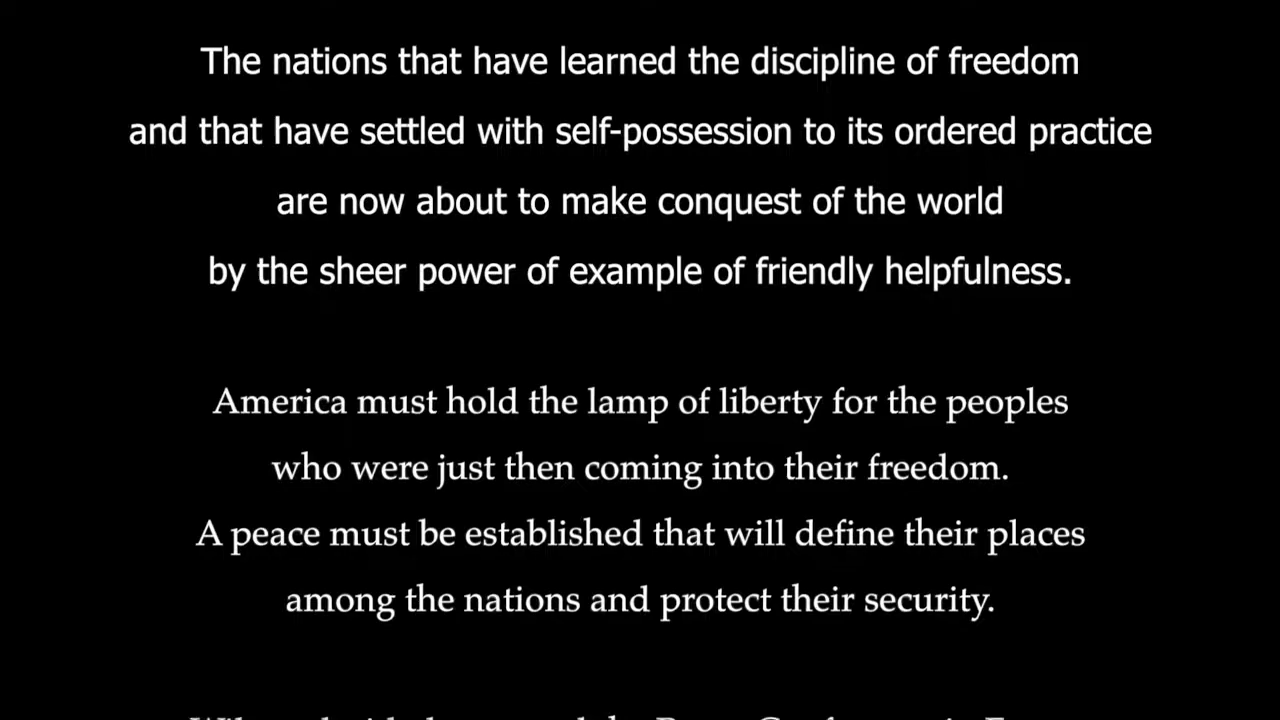 The nations that have learned the discipline of freedom
and that have settled with self-possession to its ordered practice
are now about to make conquest of the world
by the sheer power of example of friendly helpfulness.
America must hold the lamp of liberty for the peoples
who were just then coming into their freedom.
A peace must be established that will define their places
among the nations and protect their security.